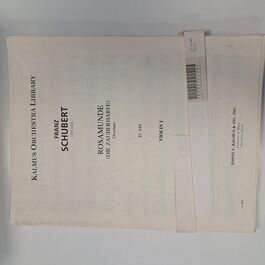 KALMUS ORCHESTRA LIBRARY
FRANZ
SCHUBERT
ROSAMUNDE
(DIE ZAUBERHARFE)
Overture
D. 644
VIOLIN I
EDWIN F. KALMUS & CO., INC.